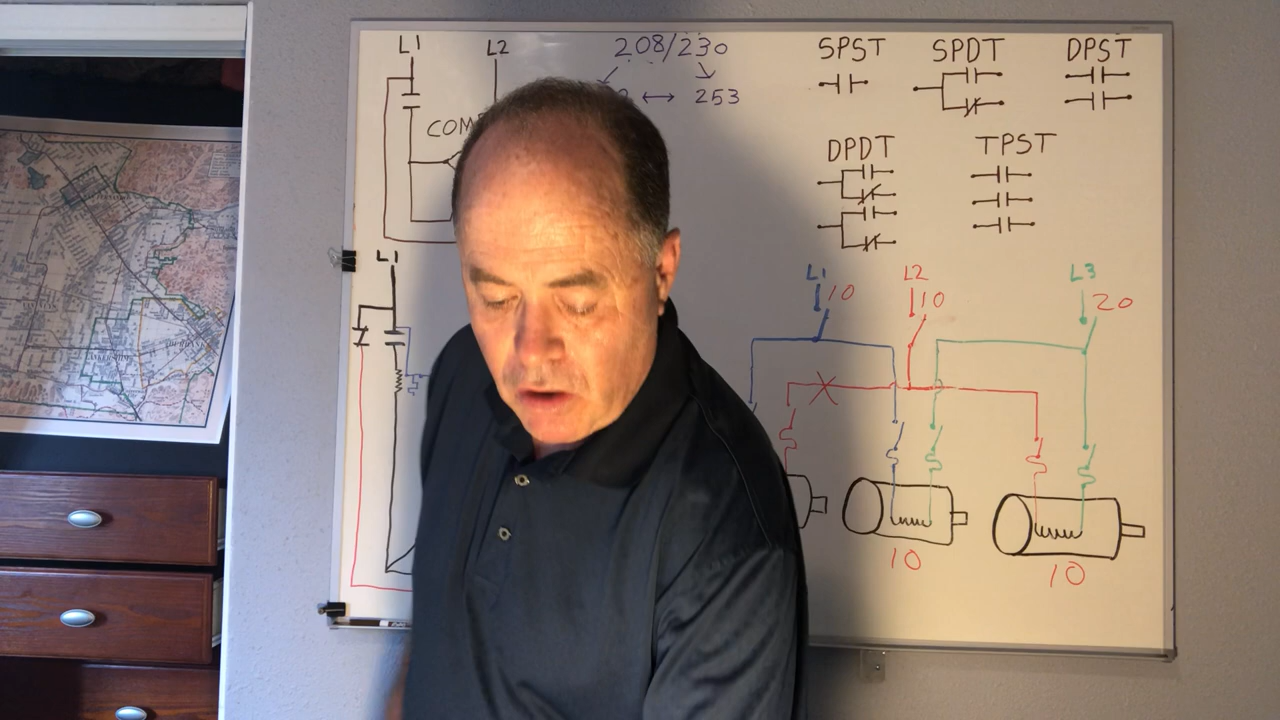 L1
L2
208/230
↔ 253
SPST
SPDT
DPST
COM
DPDT
TPST
L1
L1
10
L2
10
L3
20
10
10